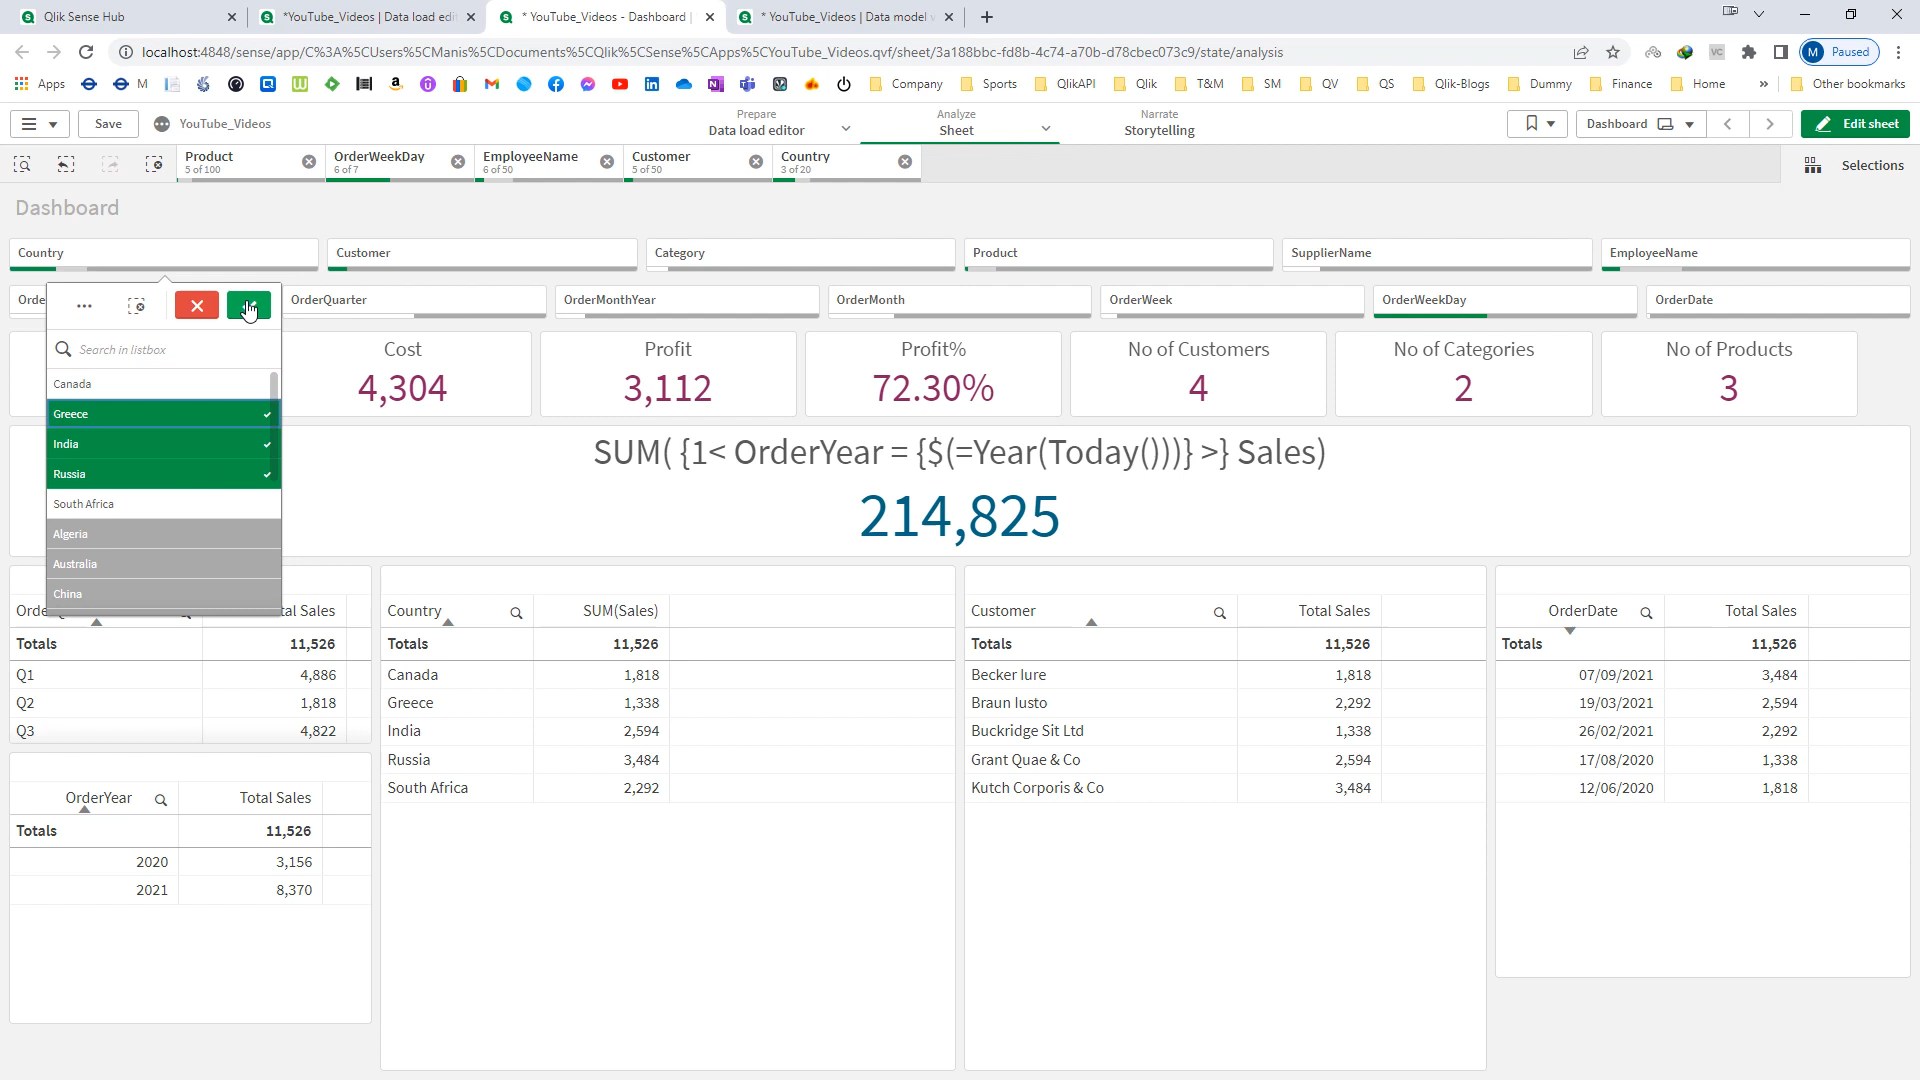 Qlik Sense Hub
*YouTube_Videos | Data load edi
* YouTube_Videos - Dashboard |
* YouTube_Videos | Data model v
localhost:4848/sense/app/C%3A%5CUsers%5CManis%5CDocuments%5CQlik%5CSense%5CApps%5CYouTube_Videos.qvf/sheet/3a188bbc-fd8b-4c74-a70b-d78cbec073c9/state/analysis
M Paused
Apps M Company Sports QlikAPI Qlik T&M SM QV QS Qlik-Blogs Dummy Finance Home » Other bookmarks
Save YouTube_Videos
Prepare
Data load editor
Analyze
Sheet
Narrate
Storytelling
Dashboard Edit sheet
Product
5 of 100
OrderWeekDay
6 of 7
EmployeeName
6 of 50
Customer
5 of 50
Country
3 of 20
Selections
Dashboard
Country Customer Category Product SupplierName EmployeeName
Orde OrderQuarter OrderMonthYear OrderMonth OrderWeek OrderWeekDay OrderDate
Search in listbox
Canada
Greece
India
Russia
South Africa
Algeria
Australia
China
Cost
4,304
Profit
3,112
Profit%
72.30%
No of Customers
4
No of Categories
2
No of Products
3
SUM( {1< OrderYear = {$(=Year(Today()))} >} Sales)
214,825
Totals 11,526
Q1 4,886
Q2 1,818
Q3 4,822
OrderYear Total Sales
Totals 11,526
2020 3,156
2021 8,370
Country SUM(Sales)
Totals 11,526
Canada 1,818
Greece 1,338
India 2,594
Russia 3,484
South Africa 2,292
Customer Total Sales
Totals 11,526
Becker Iure 1,818
Braun Iusto 2,292
Buckridge Sit Ltd 1,338
Grant Quae & Co 2,594
Kutch Corporis & Co 3,484
OrderDate Total Sales
Totals 11,526
07/09/2021 3,484
19/03/2021 2,594
26/02/2021 2,292
17/08/2020 1,338
12/06/2020 1,818